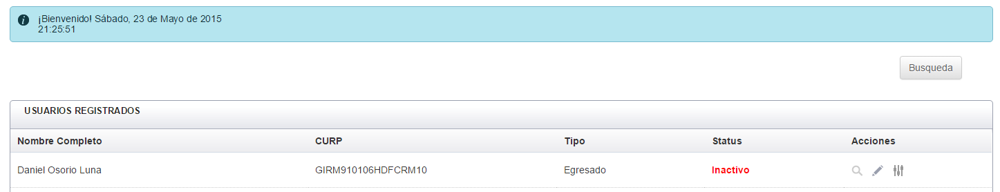 ¡Bienvenido! Sábado, 23 de Mayo de 2015
21:25:51
Busqueda
USUARIOS REGISTRADOS
Nombre Completo CURP Tipo Status Acciones
Daniel Osorio Luna GIRM910106HDFCRM10 Egresado Inactivo